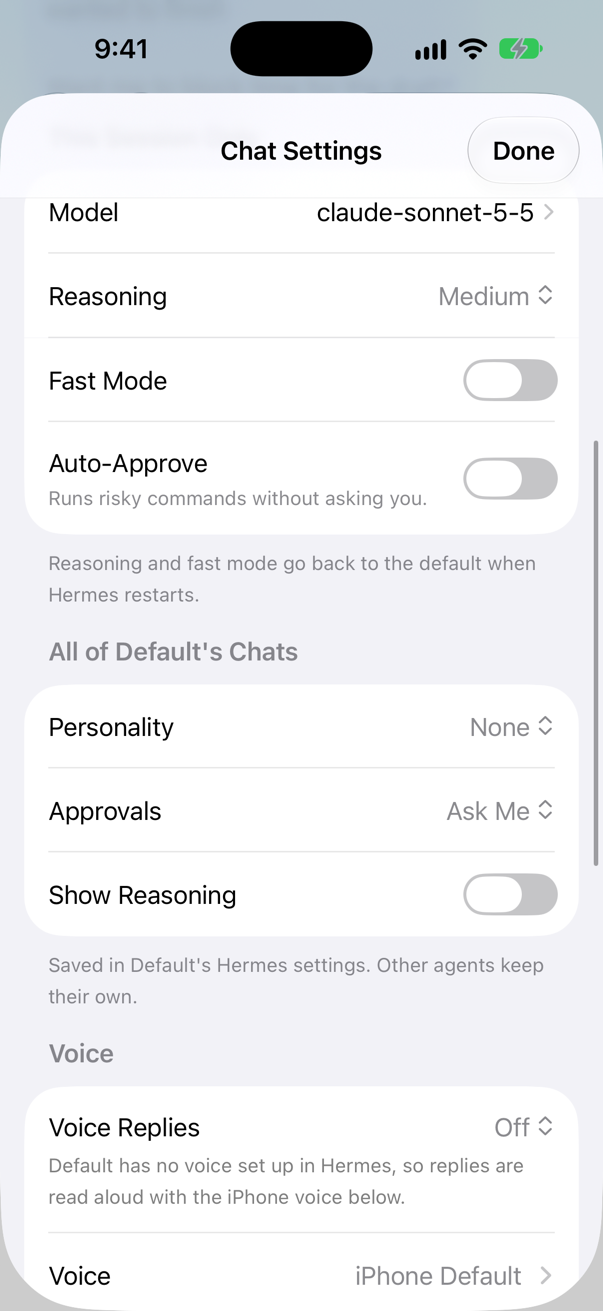 9:41
Chat Settings
Done
Model
claude-sonnet-5-5
Reasoning
Medium
Fast Mode
Auto-Approve
Runs risky commands without asking you.
Reasoning and fast mode go back to the default when
Hermes restarts.
All of Default's Chats
Personality
None
Approvals
Ask Me
Show Reasoning
Saved in Default's Hermes settings. Other agents keep
their own.
Voice
Voice Replies
Off
Default has no voice set up in Hermes, so replies are
read aloud with the iPhone voice below.
Voice
iPhone Default